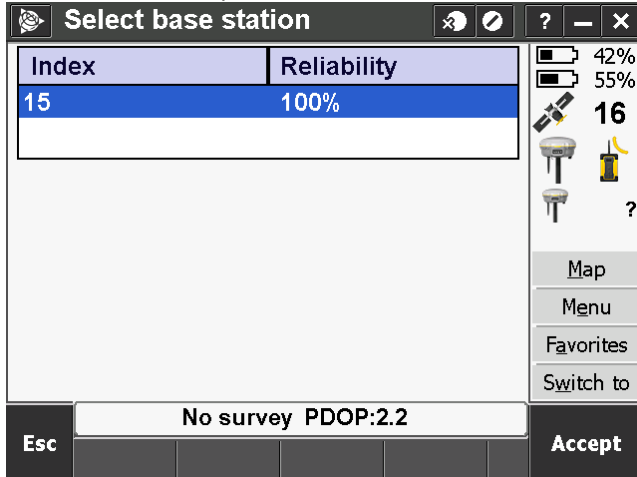 Select base station ? – ×
Index Reliability
15 100%
42%
55%
16
?
Map
Menu
Favorites
Switch to
No survey PDOP:2.2
Esc Accept